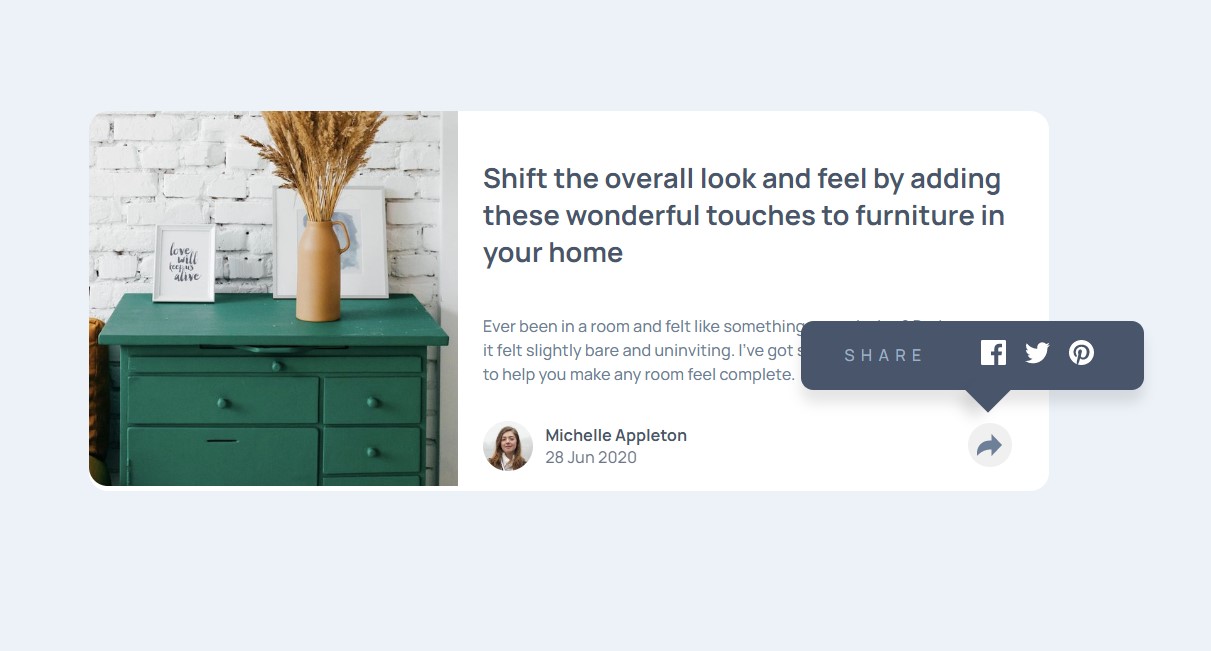 love
will
keep us
alive
Shift the overall look and feel by adding
these wonderful touches to furniture in
your home
Ever been in a room and felt like something
it felt slightly bare and uninviting. I've got
to help you make any room feel complete.
SHARE
Michelle Appleton
28 Jun 2020